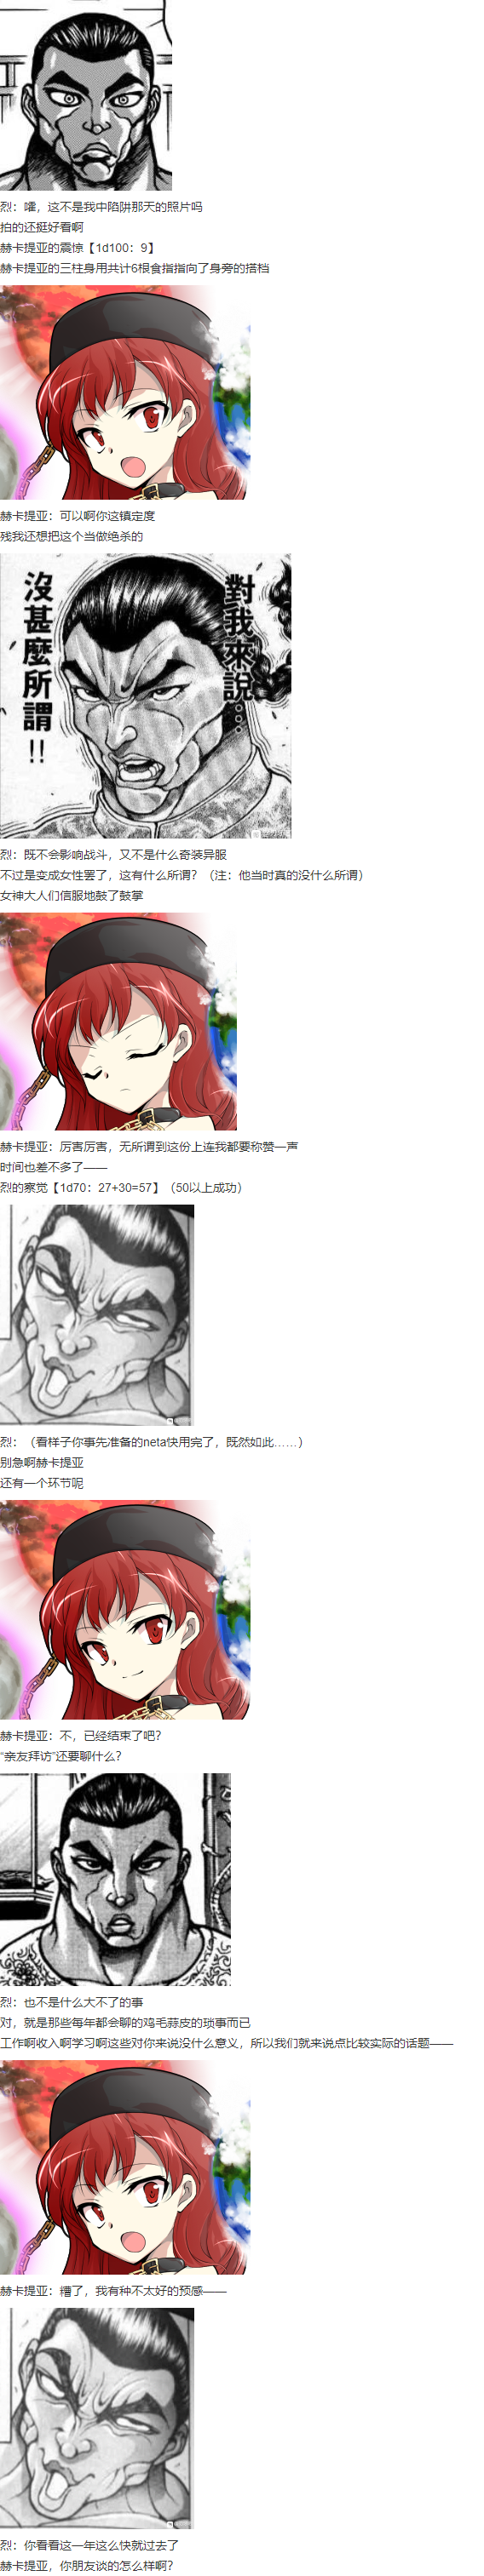 烈：嚯，这不是我中陷阱那天的照片吗
拍的还挺好看啊
赫卡提亚的震惊【1d100：9】
赫卡提亚的三柱身用共计6根食指指向了身旁的搭档
赫卡提亚：可以啊你这镇定度
残我还想把这个当做绝杀的
對我來說。。。
沒甚麼所謂！！
烈：既不会影响战斗，又不是什么奇装异服
不过是变成女性罢了，这有什么所谓？（注：他当时真的没什么所谓）
女神大人们信服地鼓了鼓掌
赫卡提亚：厉害厉害，无所谓到这份上连我都要称赞一声
时间也差不多了——
烈的察觉【1d70：27+30=57】（50以上成功）
烈：（看样子你事先准备的neta快用完了，既然如此……）
别急啊赫卡提亚
还有一个环节呢
赫卡提亚：不，已经结束了吧？
“亲友拜访”还要聊什么？
烈：也不是什么大不了的事
对，就是那些每年都会聊的鸡毛蒜皮的琐事而已
工作啊收入啊学习啊这些对你来说没什么意义，所以我们就来说点比较实际的话题——
赫卡提亚：糟了，我有种不太好的预感——
烈：你看看这一年这么快就过去了
赫卡提亚，你朋友谈的怎么样啊？